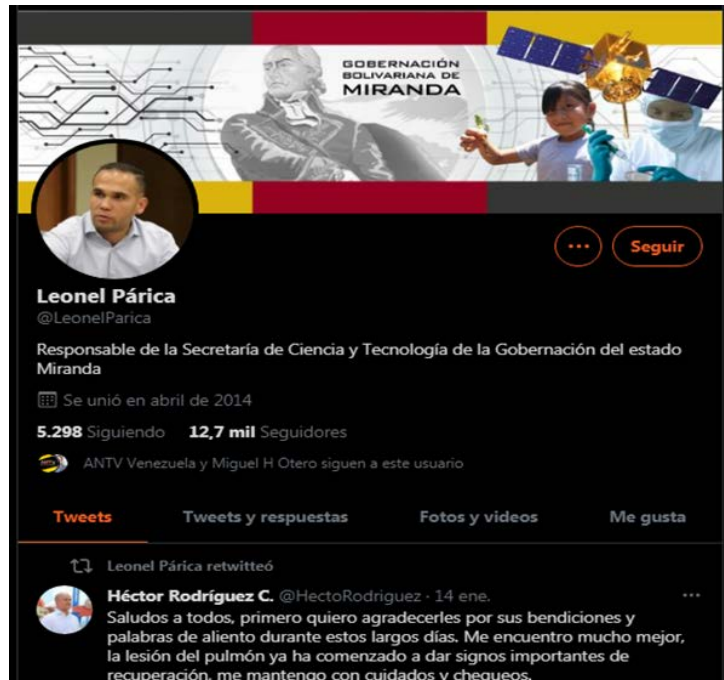 GOBERNACIÓN
BOLIVARIANA DE
MIRANDA
Seguir
Leonel Párica
@LeonelParica
Responsable de la Secretaría de Ciencia y Tecnología de la Gobernación del estado
Miranda
Se unió en abril de 2014
5.298 Siguiendo 12,7 mil Seguidores
ANTV Venezuela y Miguel H Otero siguen a este usuario
Tweets Tweets y respuestas Fotos y videos Me gusta
Leonel Párica retwitteó
Héctor Rodríguez C. @HectoRodriguez · 14 ene.
Saludos a todos, primero quiero agradecerles por sus bendiciones y
palabras de aliento durante estos largos días. Me encuentro mucho mejor,
la lesión del pulmón ya ha comenzado a dar signos importantes de
recuperación, me mantengo con cuidados y chequeos.